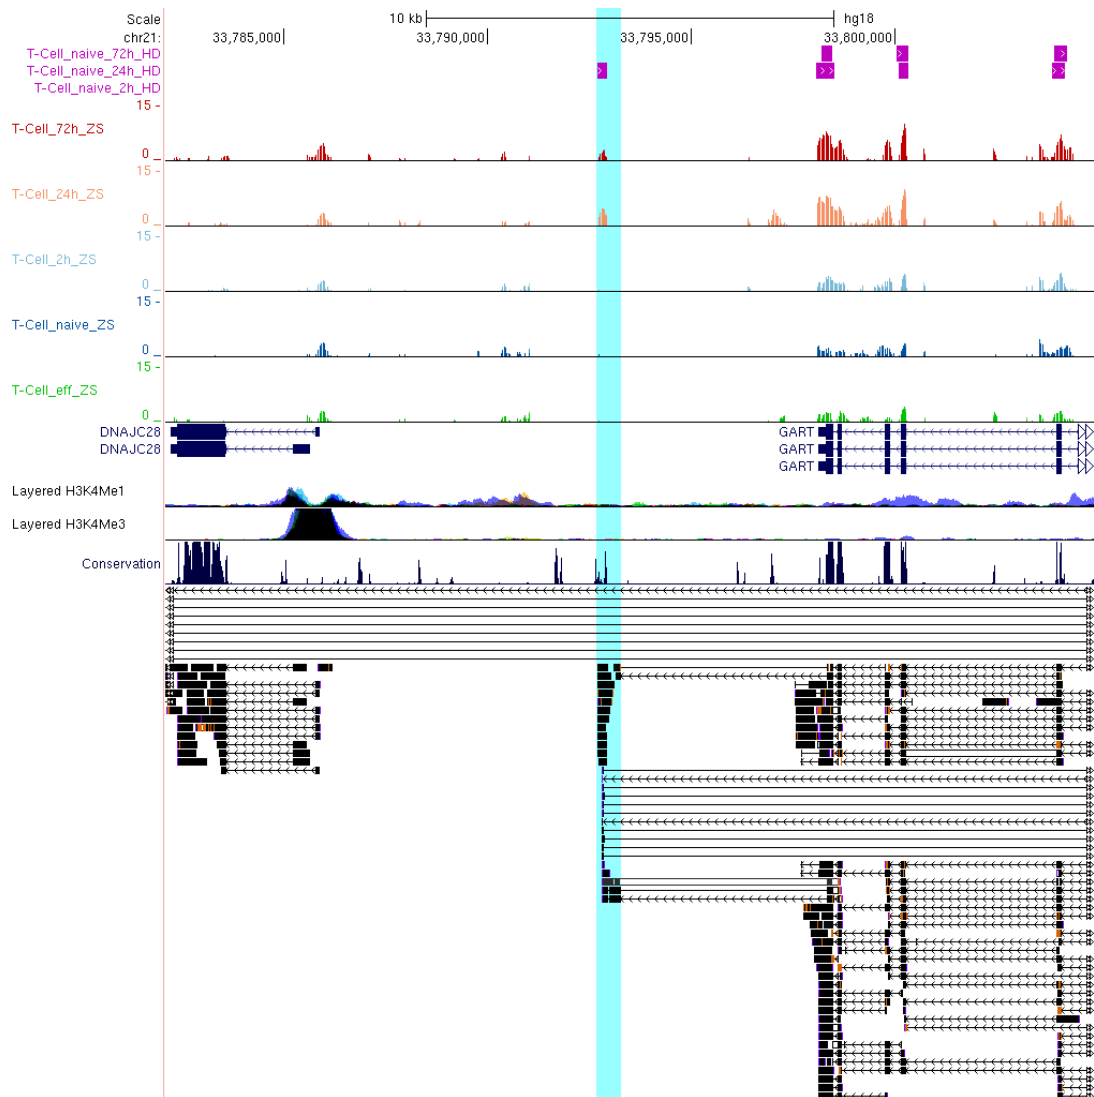 Scale 10 kb hg18
chr21: 33,785,000 33,790,000 33,795,000 33,800,000
T-Cell_naive_72h_HD
T-Cell_naive_24h_HD
T-Cell_naive_2h_HD
15 -
T-Cell_72h_ZS
0 _
15 -
T-Cell_24h_ZS
0 _
15 -
T-Cell_2h_ZS
0 _
15 -
T-Cell_naive_ZS
0 _
15 -
T-Cell_eff_ZS
0 _
DNAJC28 GART
DNAJC28 GART
GART
Layered H3K4Me1
Layered H3K4Me3
Conservation